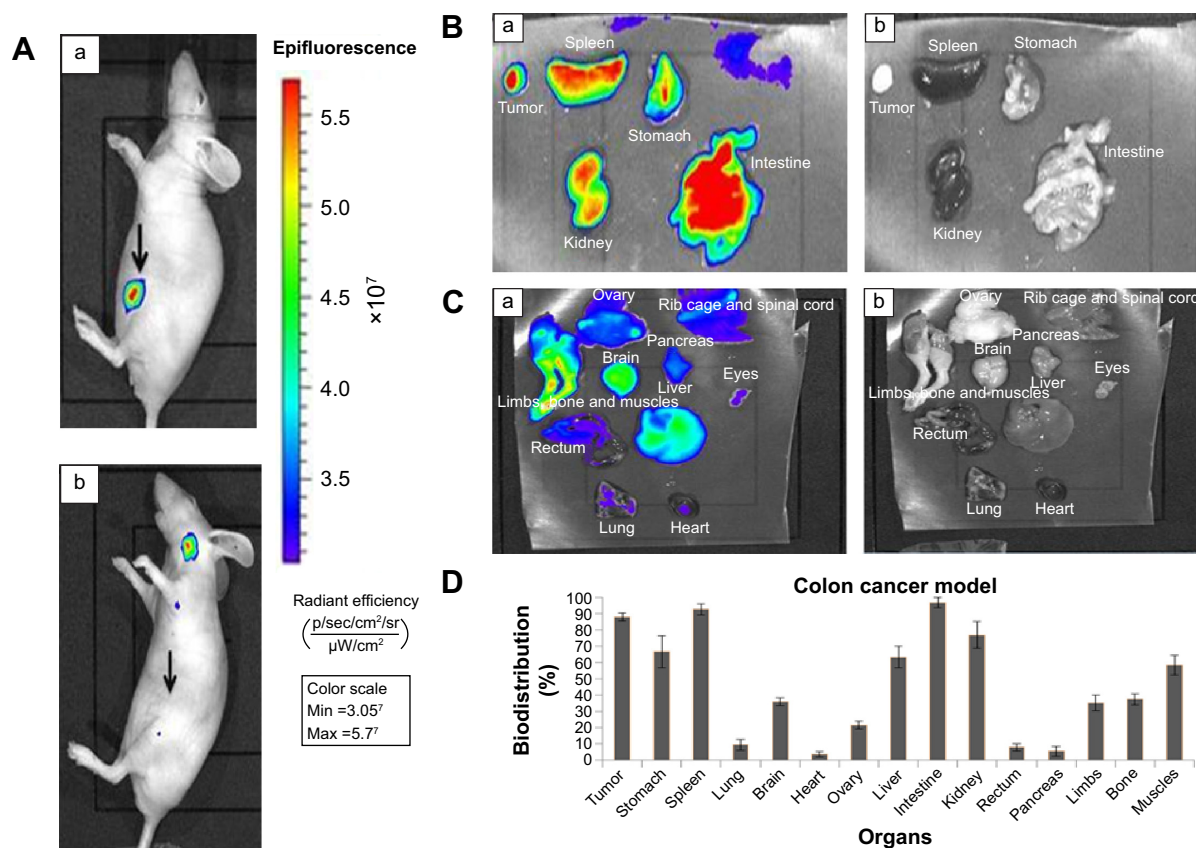 A
a
Epifluorescence
5.5
5.0
4.5
4.0
3.5
×10⁷
b
Radiant efficiency
(p/sec/cm²/sr
µW/cm²)
Color scale
Min =3.05⁷
Max =5.7⁷
B
a
Spleen
Tumor
Stomach
Intestine
Kidney
b
Spleen
Stomach
Tumor
Intestine
Kidney
C
a
Ovary
Rib cage and spinal cord
Pancreas
Brain
Eyes
Liver
Limbs, bone and muscles
Rectum
Lung
Heart
b
Ovary
Rib cage and spinal cord
Pancreas
Brain
Eyes
Liver
Limbs, bone and muscles
Rectum
Lung
Heart
D
Colon cancer model
Biodistribution
(%)
100
90
80
70
60
50
40
30
20
10
0
Tumor
Stomach
Spleen
Lung
Brain
Heart
Ovary
Liver
Intestine
Kidney
Rectum
Pancreas
Limbs
Bone
Muscles
Organs